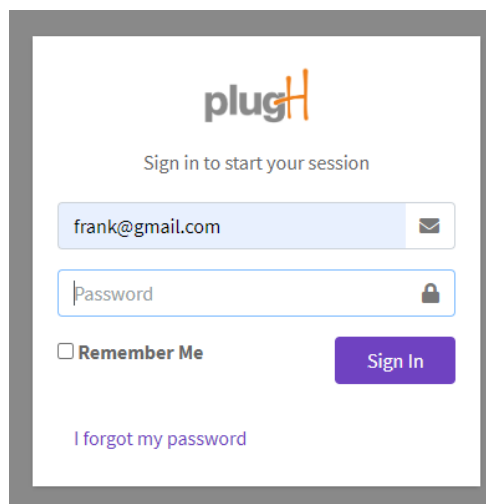 plugH
Sign in to start your session
frank@gmail.com
Password
Remember Me
Sign In
I forgot my password